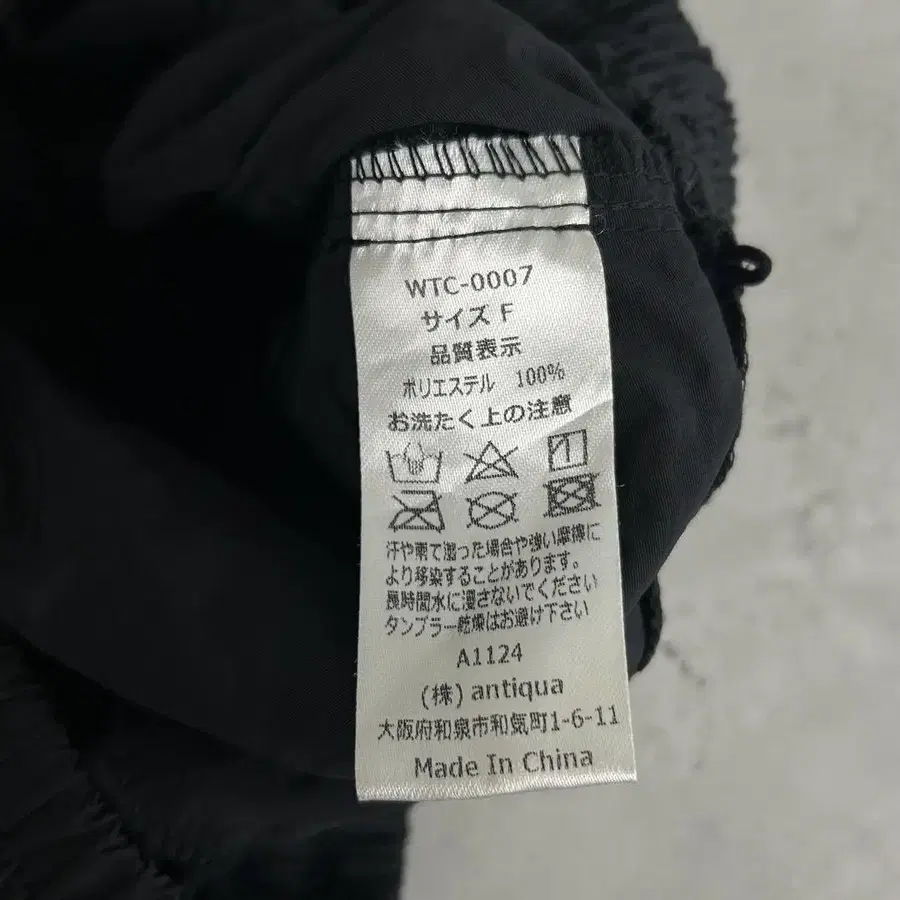 WTC-0007
サイズ F
品質表示
ポリエステル 100%
お洗たく上の注意
汗や雨で湿った場合や強い摩擦に
より移染することがあります。
長時間水に浸さないでください
タンブラー乾燥はお避け下さい
A1124
(株) antiqua
大阪府和泉市和気町1-6-11
Made In China